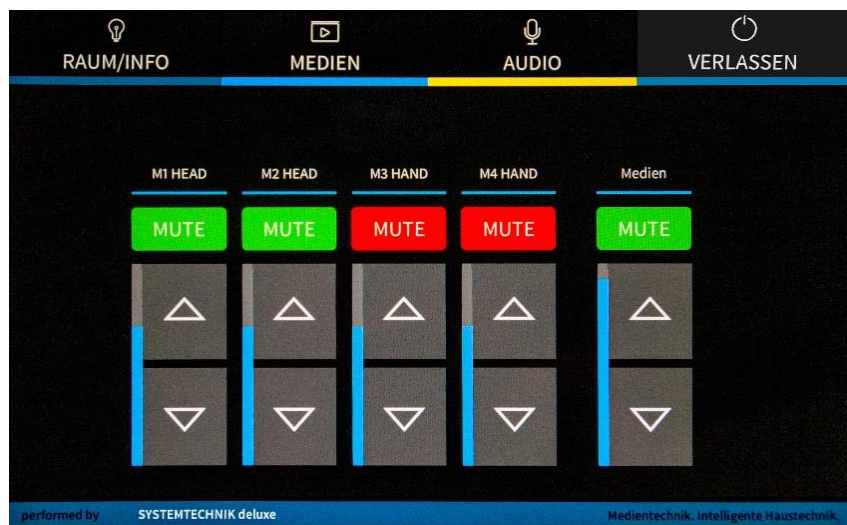 RAUM/INFO
MEDIEN
AUDIO
VERLASSEN
M1 HEAD
M2 HEAD
M3 HAND
M4 HAND
Medien
MUTE
MUTE
MUTE
MUTE
MUTE
performed by SYSTEMTECHNIK deluxe
Medientechnik. Intelligente Haustechnik.